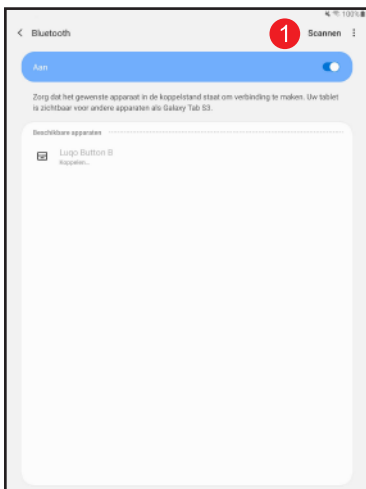 100%
Bluetooth
1
Scannen
Aan
Zorg dat het gewenste apparaat in de koppelstand staat om verbinding te maken. Uw tablet
is zichtbaar voor andere apparaten als Galaxy Tab S3.
Beschikbare apparaten
Luqo Button B
Koppelen...